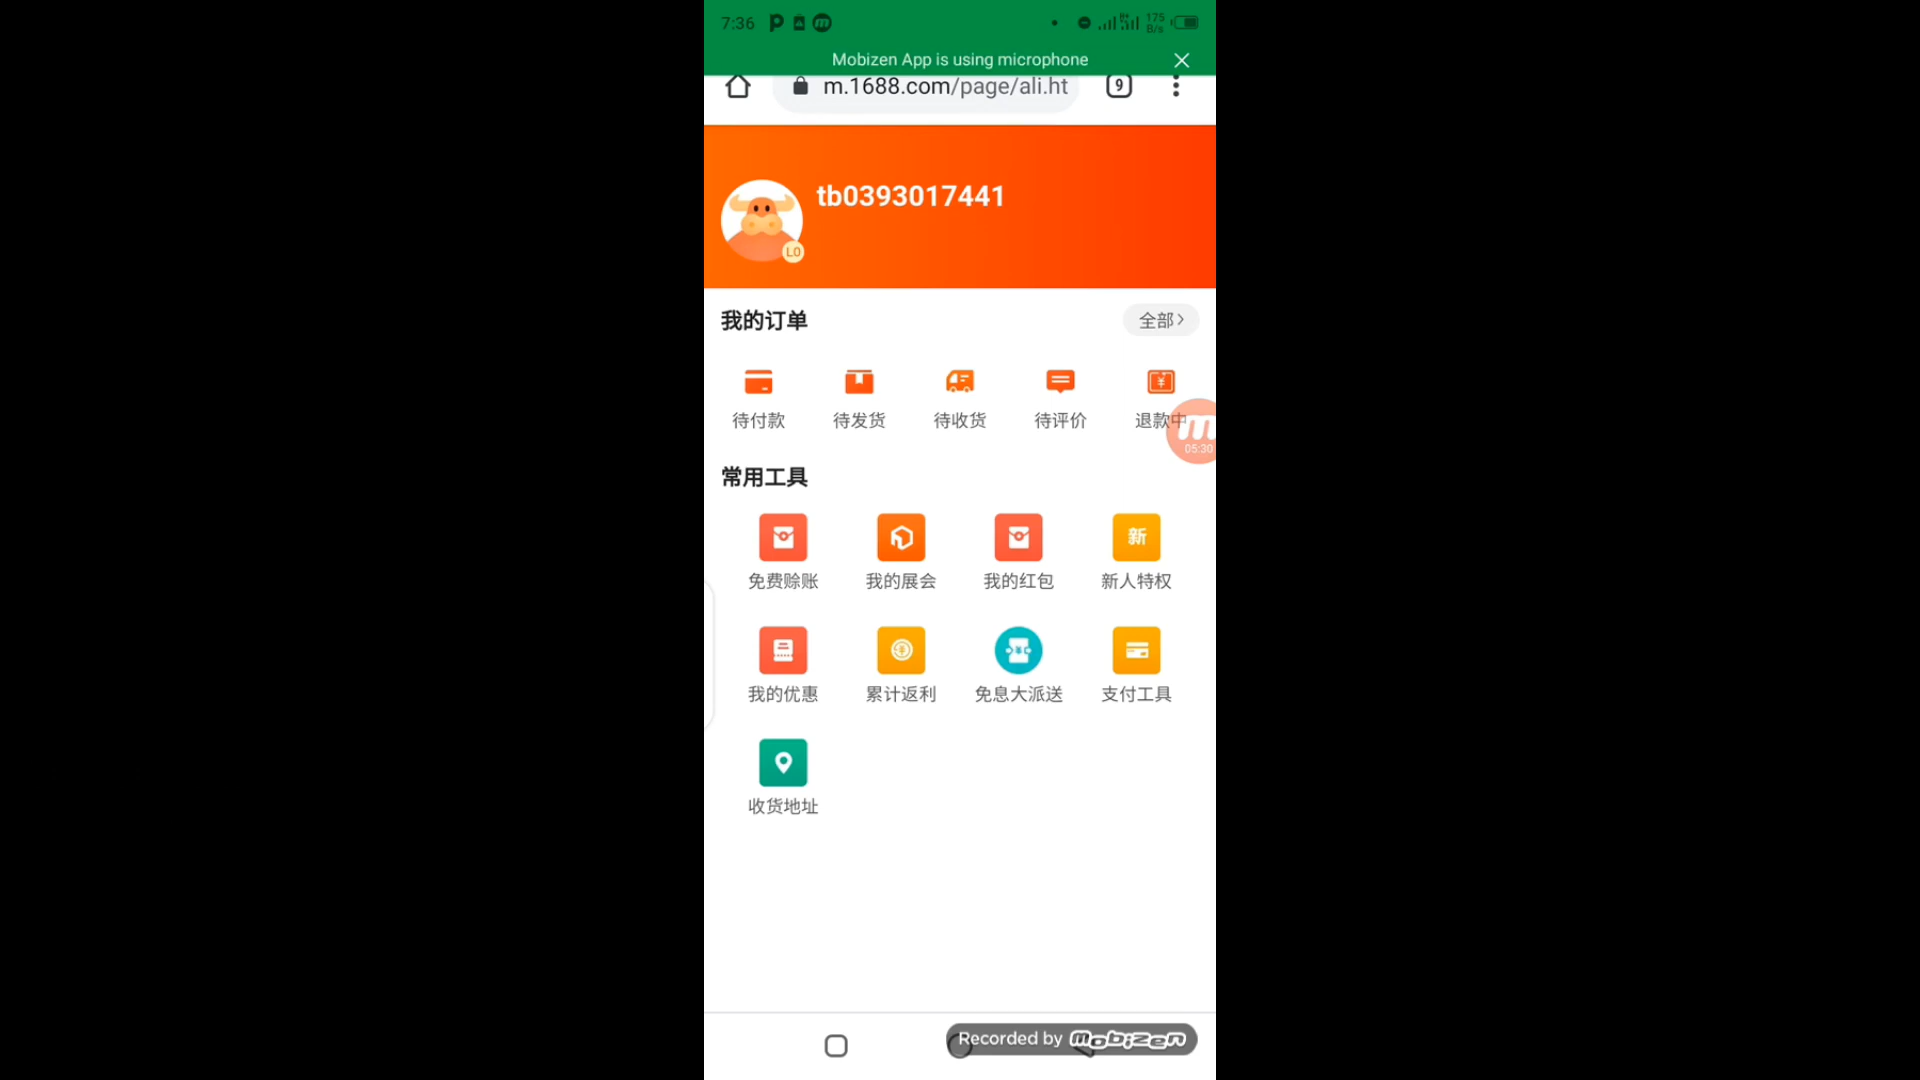 7:36
175
B/s
Mobizen App is using microphone
m.1688.com/page/ali.ht
9
tb0393017441
L0
我的订单
全部
待付款 待发货 待收货 待评价 退款中
05:30
常用工具
新
免费赊账 我的展会 我的红包 新人特权
我的优惠 累计返利 免息大派送 支付工具
收货地址
Recorded by mobizen